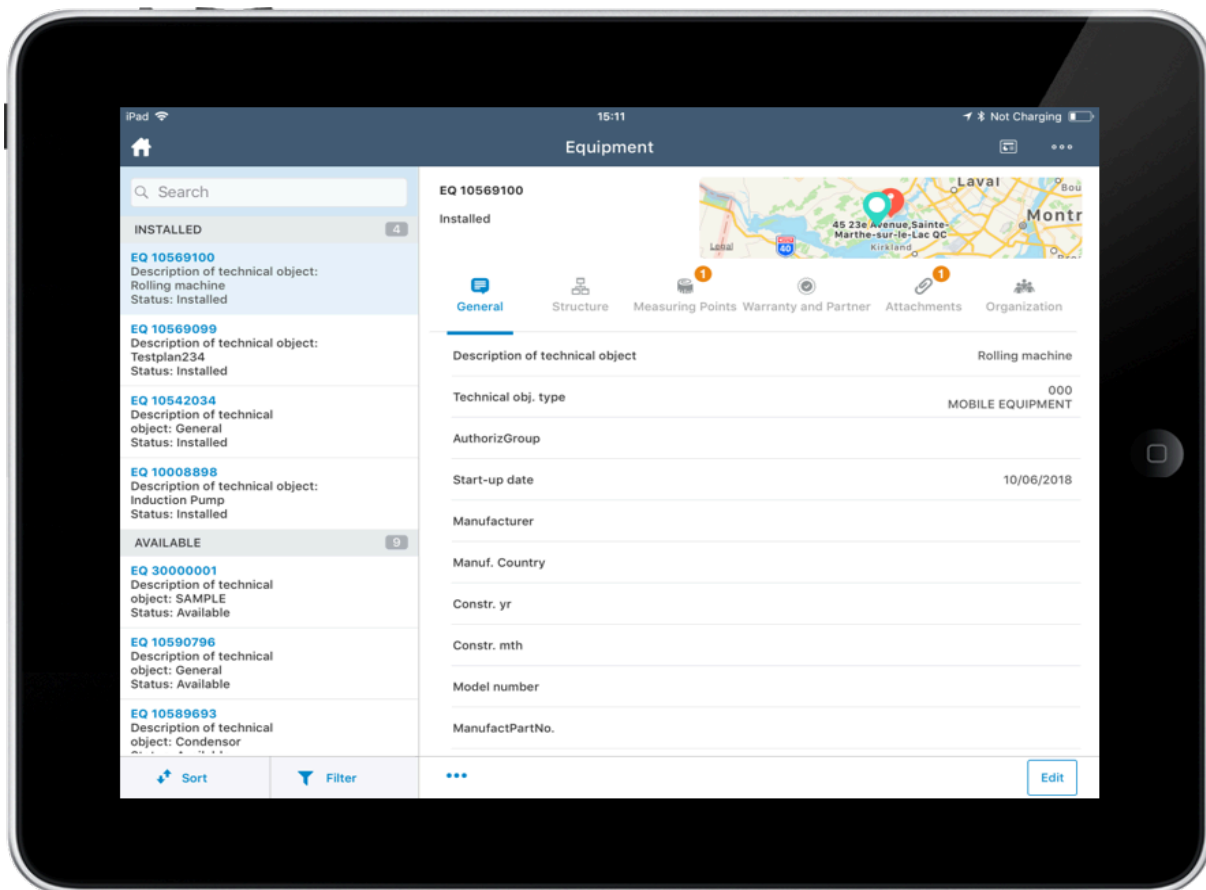 iPad
15:11
Not Charging
Equipment
Search
INSTALLED
4
EQ 10569100
Description of technical object:
Rolling machine
Status: Installed
EQ 10569099
Description of technical object:
Testplan234
Status: Installed
EQ 10542034
Description of technical
object: General
Status: Installed
EQ 10008898
Description of technical object:
Induction Pump
Status: Installed
AVAILABLE
9
EQ 30000001
Description of technical
object: SAMPLE
Status: Available
EQ 10590796
Description of technical
object: General
Status: Available
EQ 10589693
Description of technical
object: Condensor
Sort
Filter
EQ 10569100
Installed
Laval
Bou
Montr
45 23e Avenue,Sainte-
Marthe-sur-le-Lac QC
Kirkland
40
1
1
General
Structure
Measuring Points
Warranty and Partner
Attachments
Organization
Description of technical object
Rolling machine
Technical obj. type
000
MOBILE EQUIPMENT
AuthorizGroup
Start-up date
10/06/2018
Manufacturer
Manuf. Country
Constr. yr
Constr. mth
Model number
ManufactPartNo.
Edit